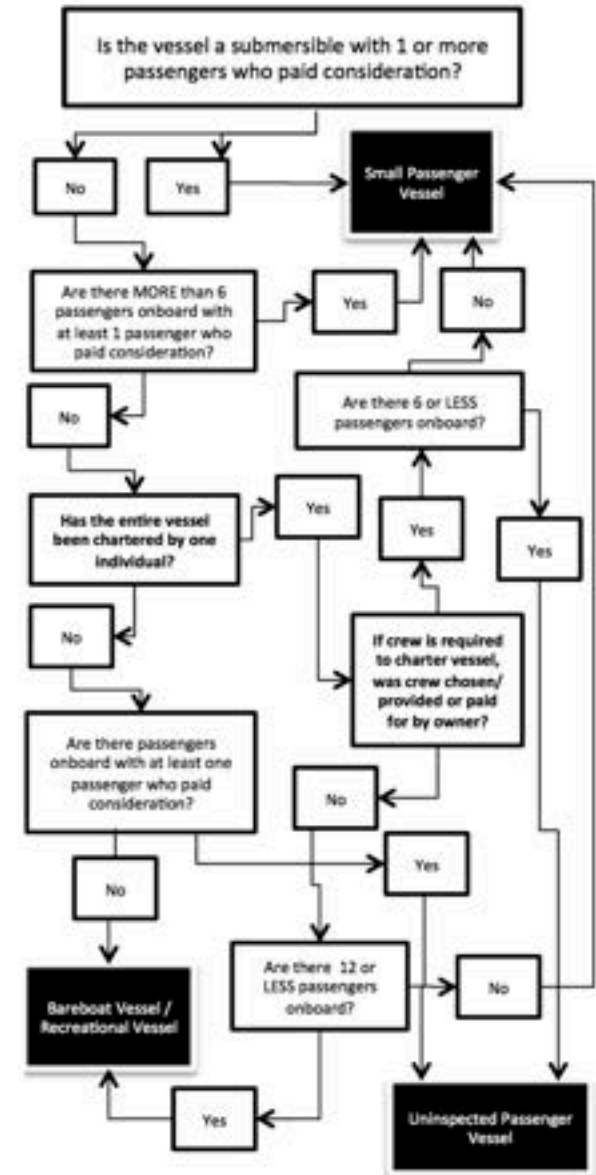 Is the vessel a submersible with 1 or more
passengers who paid consideration?
No
Yes
Small Passenger
Vessel
Are there MORE than 6
passengers onboard with
at least 1 passenger who
paid consideration?
Yes
No
No
Are there 6 or LESS
passengers onboard?
Has the entire vessel
been chartered by one
individual?
Yes
Yes
Yes
No
If crew is required
to charter vessel,
was crew chosen/
provided or paid
for by owner?
Are there passengers
onboard with at least one
passenger who paid
consideration?
No
No
Yes
Are there 12 or
LESS passengers
onboard?
No
Bareboat Vessel /
Recreational Vessel
Yes
Uninspected Passenger
Vessel